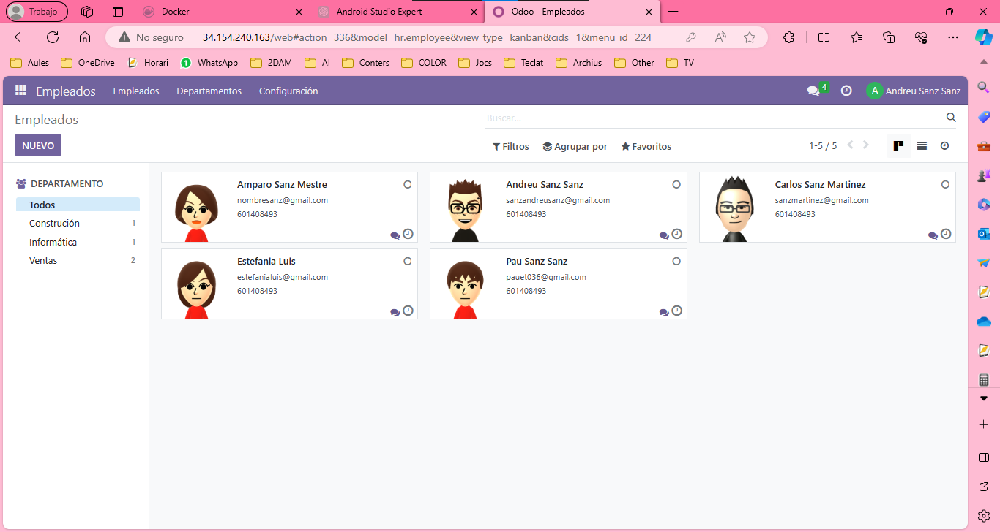 Trabajo
Docker
Android Studio Expert
Odoo - Empleados
No seguro
34.154.240.163/web#action=336&model=hr.employee&view_type=kanban&cids=1&menu_id=224
Aules
OneDrive
Horari
1
WhatsApp
2DAM
AI
Conters
COLOR
Jocs
Teclat
Archius
Other
TV
Empleados
Empleados
Departamentos
Configuración
4
A
Andreu Sanz Sanz
Empleados
Buscar...
NUEVO
Filtros
Agrupar por
Favoritos
1-5 / 5
DEPARTAMENTO
Todos
Construción 1
Informática 1
Ventas 2
Amparo Sanz Mestre
nombresanz@gmail.com
601408493
Andreu Sanz Sanz
sanzandreusanz@gmail.com
601408493
Carlos Sanz Martinez
sanzmartinez@gmail.com
601408493
Estefania Luis
estefanialuis@gmail.com
601408493
Pau Sanz Sanz
pauet036@gmail.com
601408493